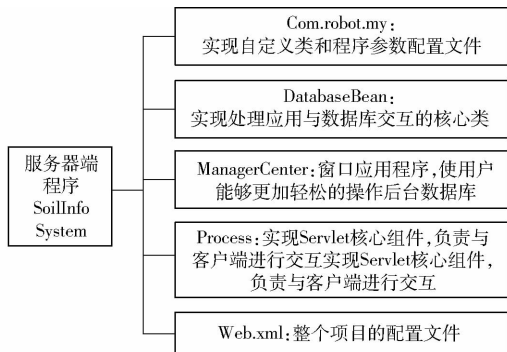 服务器端
程序
SoilInfo
System
Com.robot.my:
实现自定义类和程序参数配置文件
DatabaseBean:
实现处理应用与数据库交互的核心类
ManagerCenter:窗口应用程序,使用户
能够更加轻松的操作后台数据库
Process:实现Servlet核心组件,负责与
客户端进行交互实现Servlet核心组件,
负责与客户端进行交互
Web.xml:整个项目的配置文件